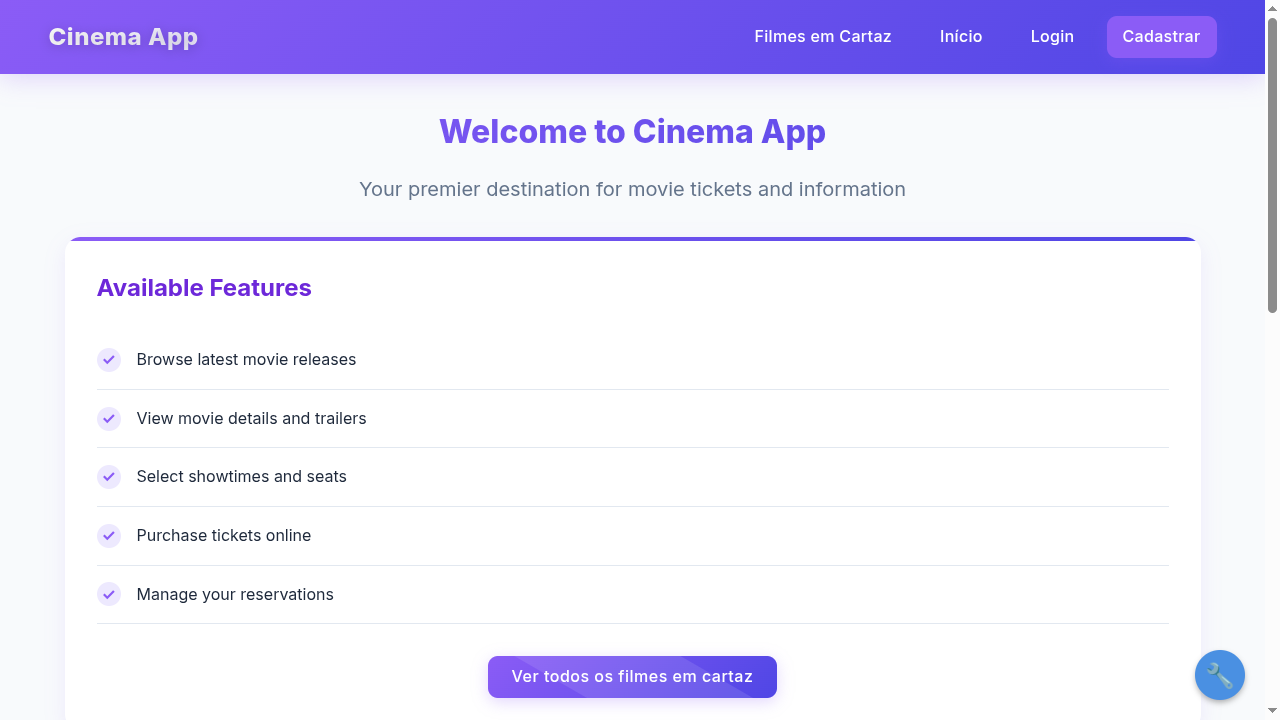 Cinema App
Filmes em Cartaz
Início
Login
Cadastrar
Welcome to Cinema App
Your premier destination for movie tickets and information
Available Features
Browse latest movie releases
View movie details and trailers
Select showtimes and seats
Purchase tickets online
Manage your reservations
Ver todos os filmes em cartaz